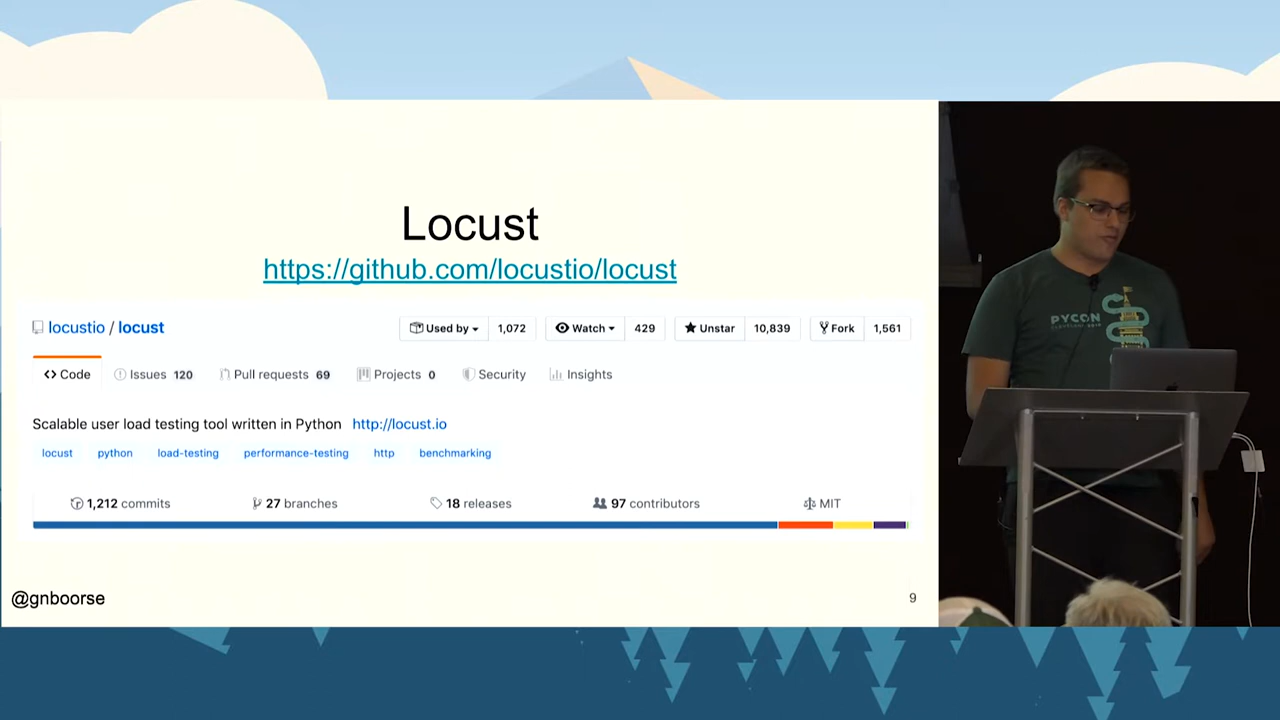 Locust
https://github.com/locustio/locust
locustio / locust
Used by 1,072
Watch 429
Unstar 10,839
Fork 1,561
Code
Issues 120
Pull requests 69
Projects 0
Security
Insights
Scalable user load testing tool written in Python http://locust.io
locust python load-testing performance-testing http benchmarking
1,212 commits
27 branches
18 releases
97 contributors
MIT
@gnboorse
9
PYCON